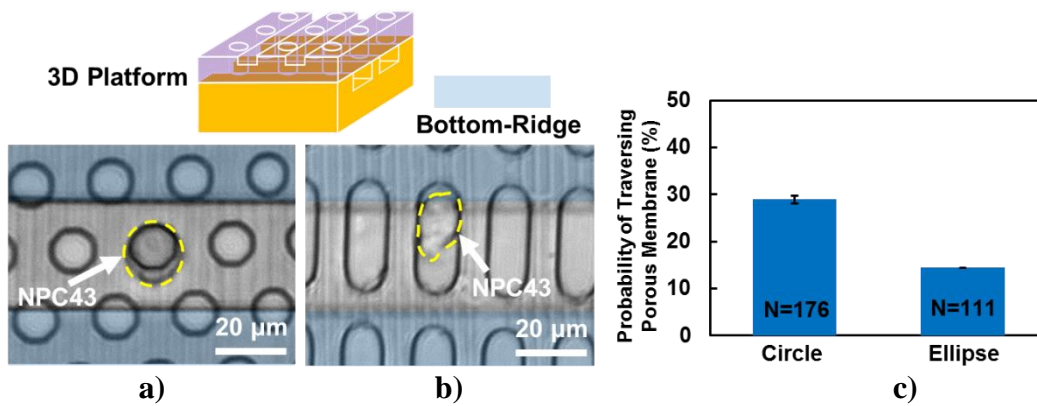 3D Platform
Bottom-Ridge
NPC43
20 µm
a)
NPC43
20 µm
b)
Probability of Traversing
Porous Membrane (%)
50
40
30
20
10
0
N=176
N=111
Circle
Ellipse
c)